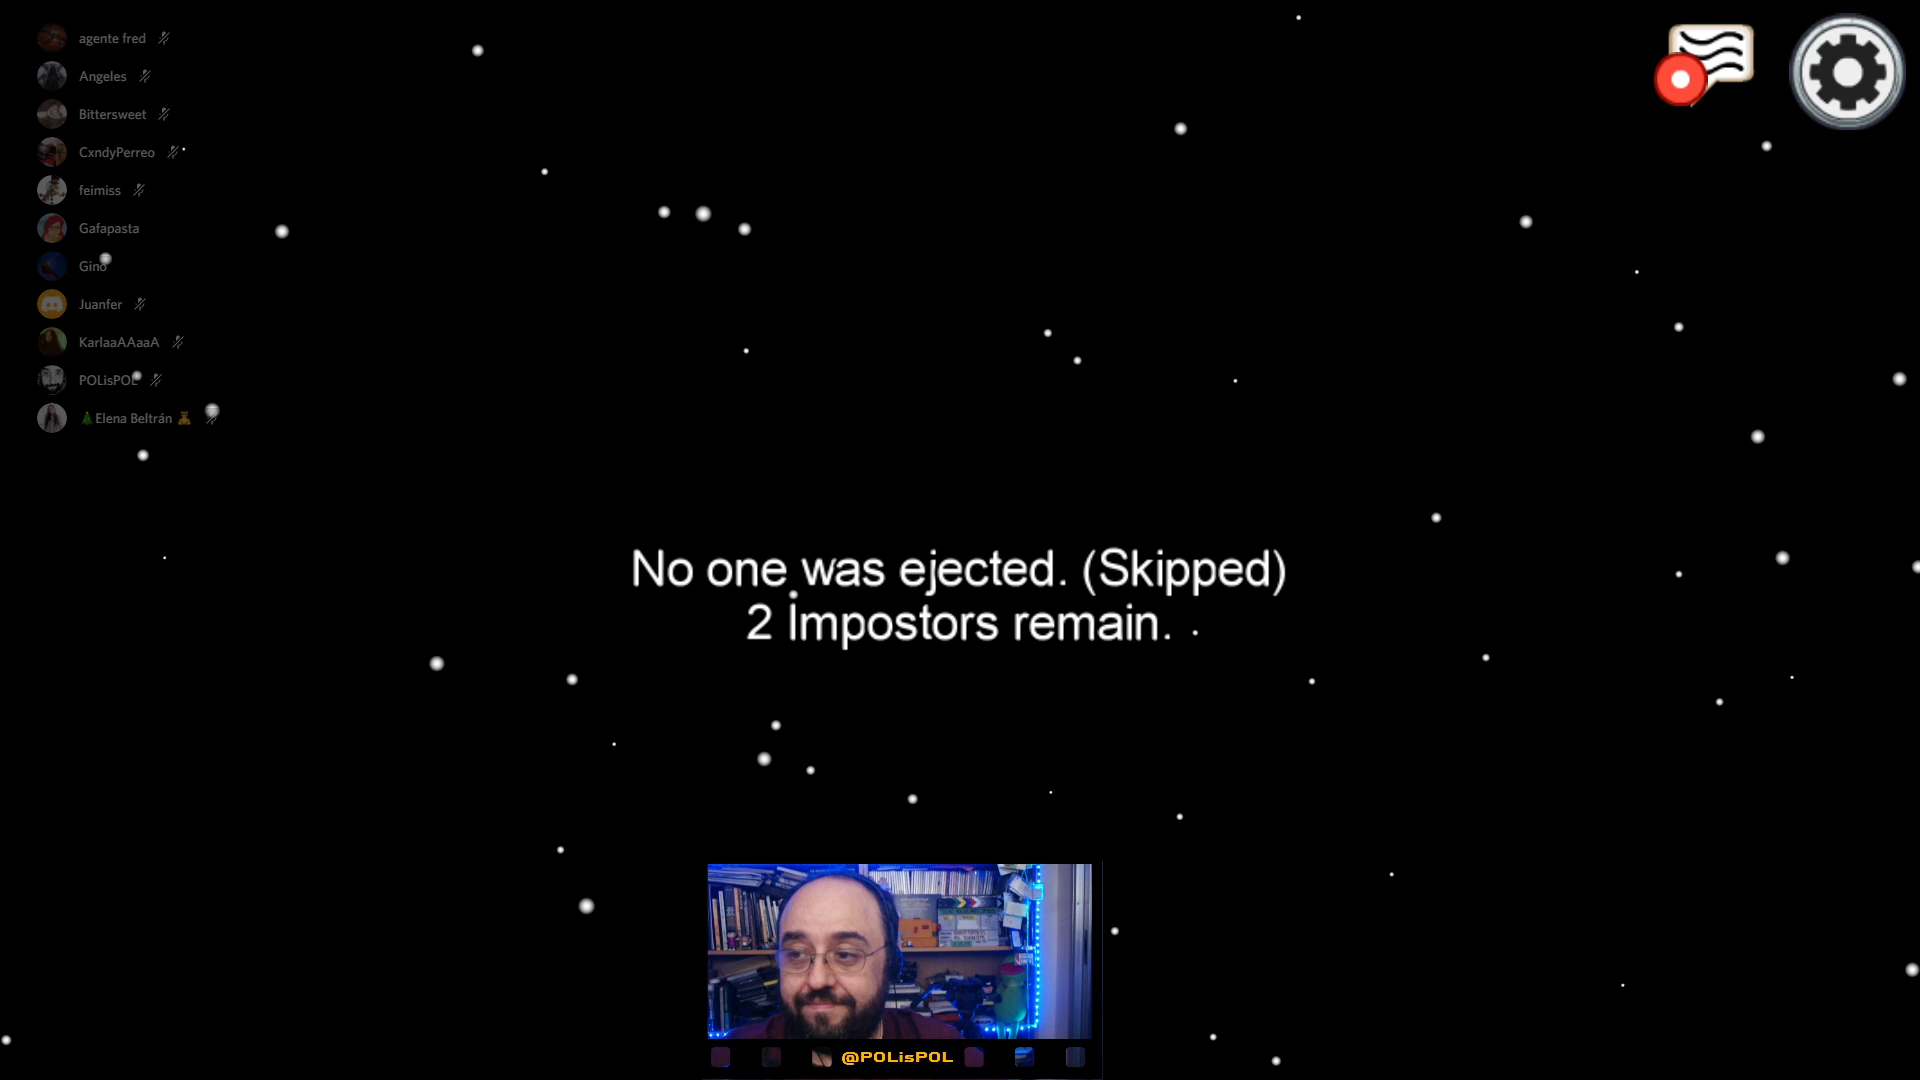 agente fred
Angeles
Bittersweet
CxndyPerreo
feimiss
Gafapasta
Gino
Juanfer
KarlaaAAaaA
POLisPOL
🎄Elena Beltrán 🧸
No one was ejected. (Skipped)
2 Impostors remain.
@POLisPOL